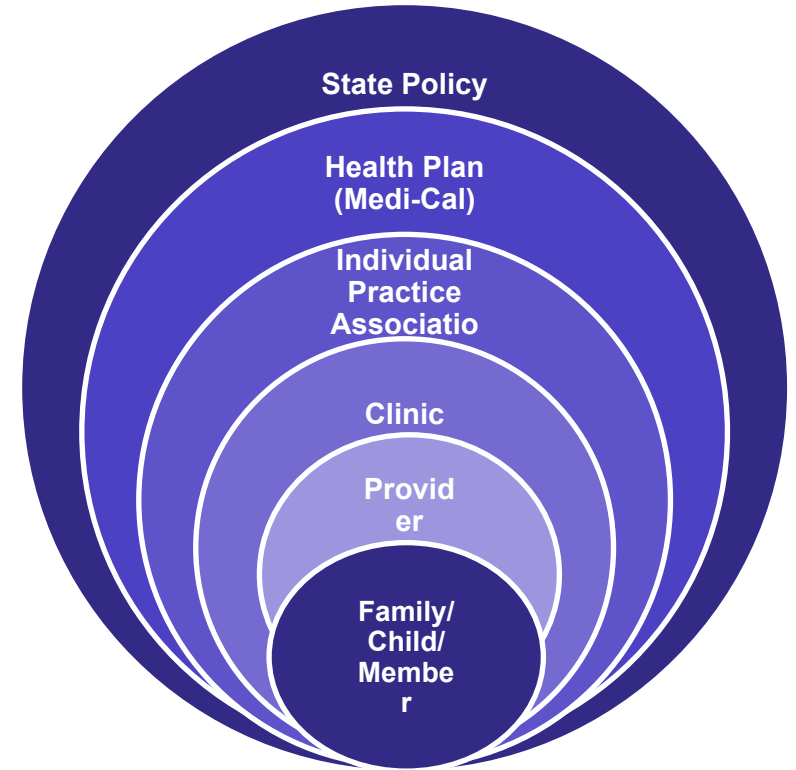 State Policy
Health Plan
(Medi-Cal)
Individual
Practice
Associatio
Clinic
Provid
er
Family/
Child/
Membe
r